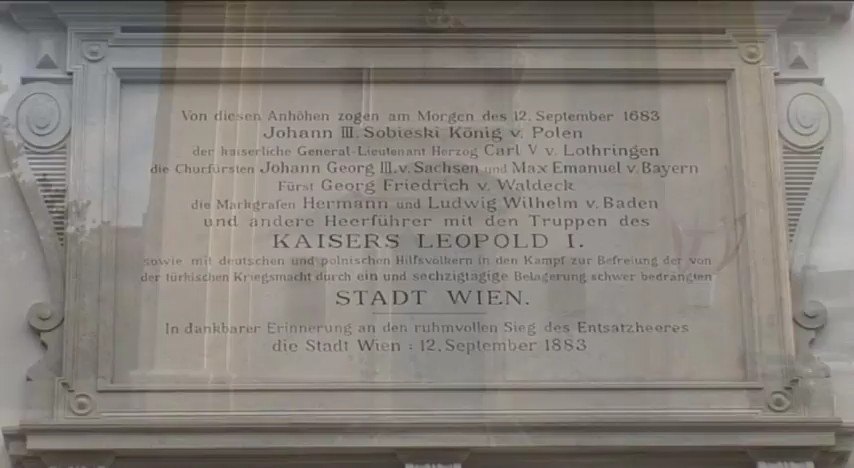 Von diesen Anhöhen zogen am Morgen des 12. September 1683
Johann III. Sobieski König v. Polen
der kaiserliche General-Lieutenant Herzog Carl V v. Lothringen
die Churfürsten Johann Georg III. v. Sachsen und Max Emanuel v. Bayern
Fürst Georg Friedrich v. Waldeck
die Markgrafen Hermann und Ludwig Wilhelm v. Baden
und andere Heerführer mit den Truppen des
KAISERS LEOPOLD I.
sowie mit deutschen und polnischen Hilfsvölkern in den Kampf zur Befreiung der von
der türkischen Kriegsmacht durch ein und sechzigtägige Belagerung schwer bedrängten
STADT WIEN.
In dankbarer Erinnerung an den ruhmvollen Sieg des Entsatzheeres
die Stadt Wien : 12. September 1883